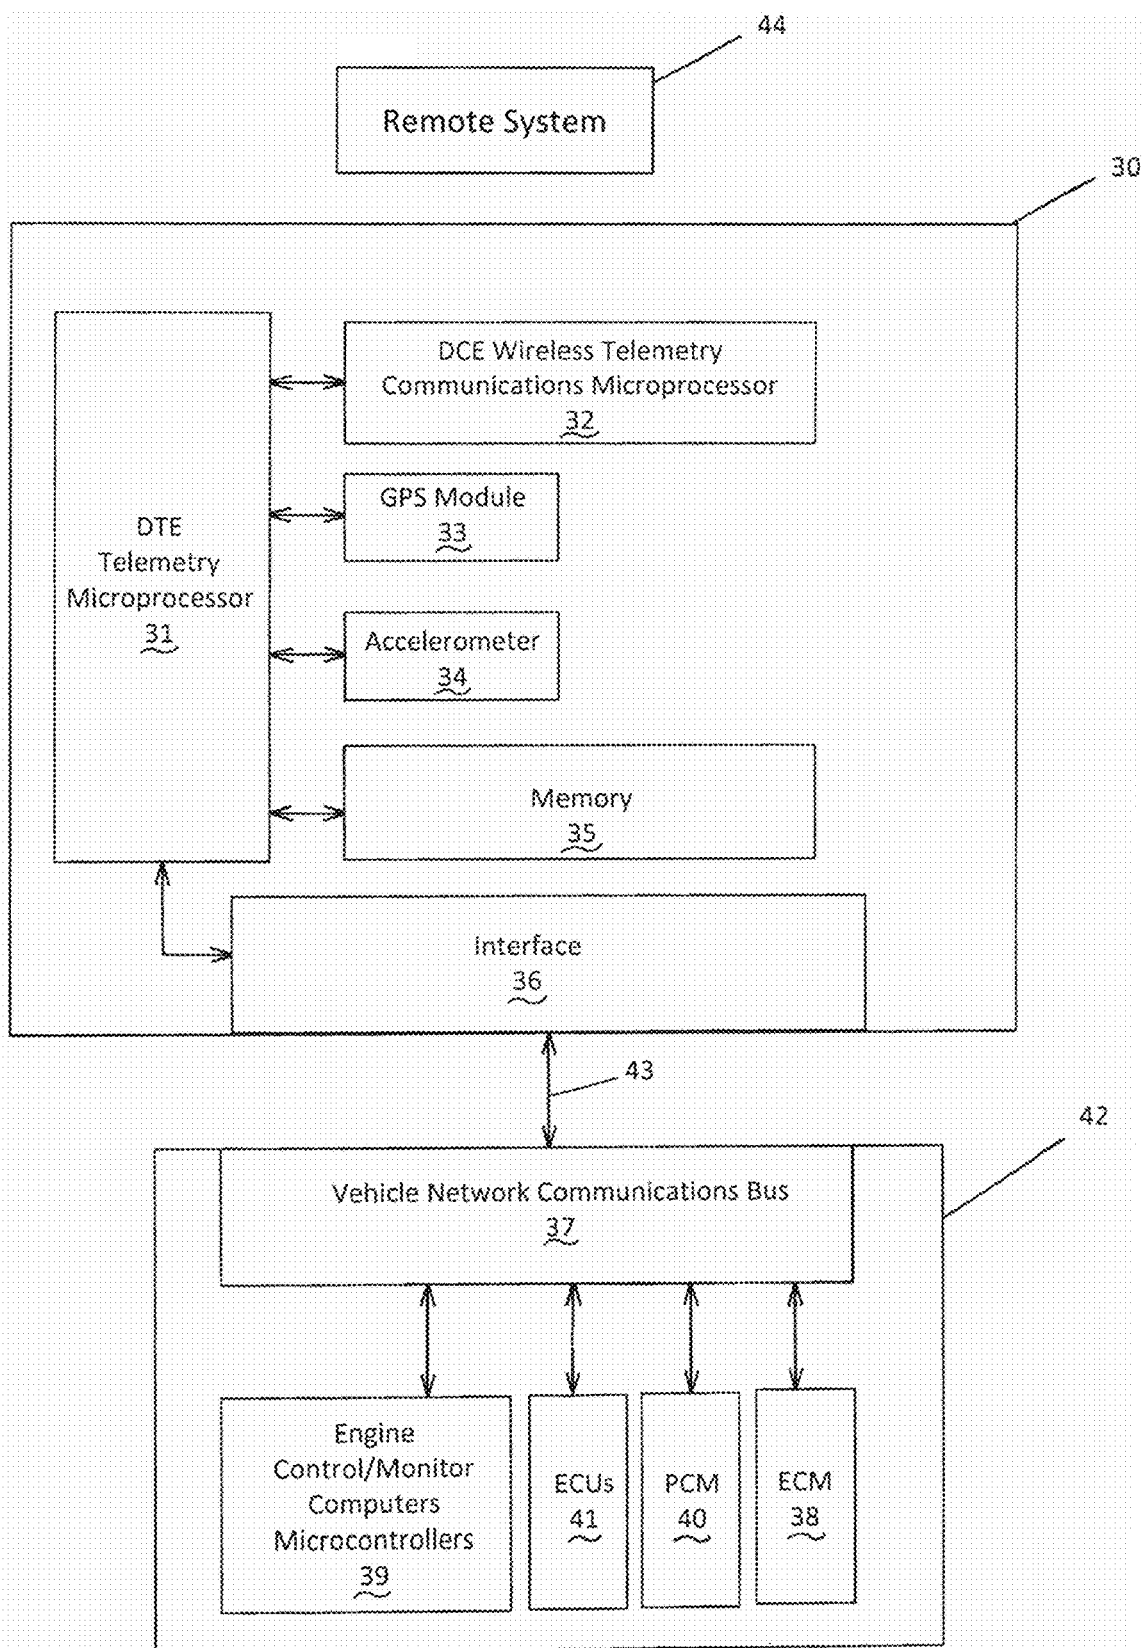 44
Remote System
30
DCE Wireless Telemetry
Communications Microprocessor
32
GPS Module
33
DTE
Telemetry
Microprocessor
31
Accelerometer
34
Memory
35
Interface
36
43
42
Vehicle Network Communications Bus
37
Engine
Control/Monitor
Computers
Microcontrollers
39
ECUs
41
PCM
40
ECM
38